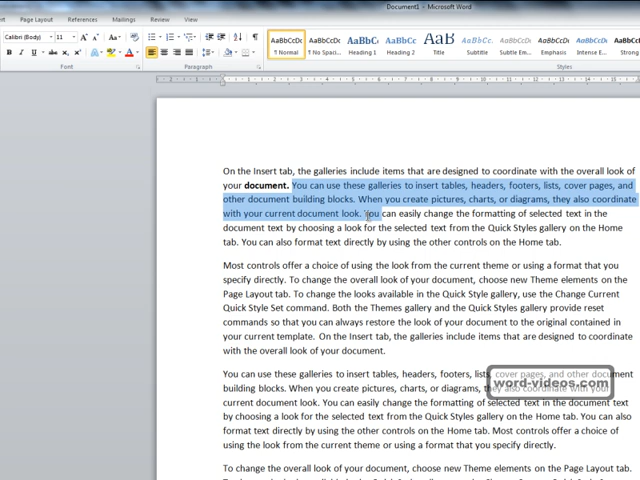 Document1 - Microsoft Word
Page Layout References Mailings Review View
Calibri (Body) 11
Font Paragraph Styles
AaBbCcDc AaBbCcDc AaBbC AaBbCc AaB AaBbCc. AaBbCcD AaBbCcD AaBbCcD
¶ Normal ¶ No Spaci... Heading 1 Heading 2 Title Subtitle Subtle Em... Emphasis Intense E...
On the Insert tab, the galleries include items that are designed to coordinate with the overall look of
your document. You can use these galleries to insert tables, headers, footers, lists, cover pages, and
other document building blocks. When you create pictures, charts, or diagrams, they also coordinate
with your current document look. You can easily change the formatting of selected text in the
document text by choosing a look for the selected text from the Quick Styles gallery on the Home
tab. You can also format text directly by using the other controls on the Home tab.
Most controls offer a choice of using the look from the current theme or using a format that you
specify directly. To change the overall look of your document, choose new Theme elements on the
Page Layout tab. To change the looks available in the Quick Style gallery, use the Change Current
Quick Style Set command. Both the Themes gallery and the Quick Styles gallery provide reset
commands so that you can always restore the look of your document to the original contained in
your current template. On the Insert tab, the galleries include items that are designed to coordinate
with the overall look of your document.
You can use these galleries to insert tables, headers, footers, lists, cover pages, and other document
building blocks. When you create pictures, charts, or diagrams, they also coordinate with your
current document look. You can easily change the formatting of selected text in the document text
by choosing a look for the selected text from the Quick Styles gallery on the Home tab. You can also
format text directly by using the other controls on the Home tab. Most controls offer a choice of
using the look from the current theme or using a format that you specify directly.
word-videos.com
To change the overall look of your document, choose new Theme elements on the Page Layout tab.